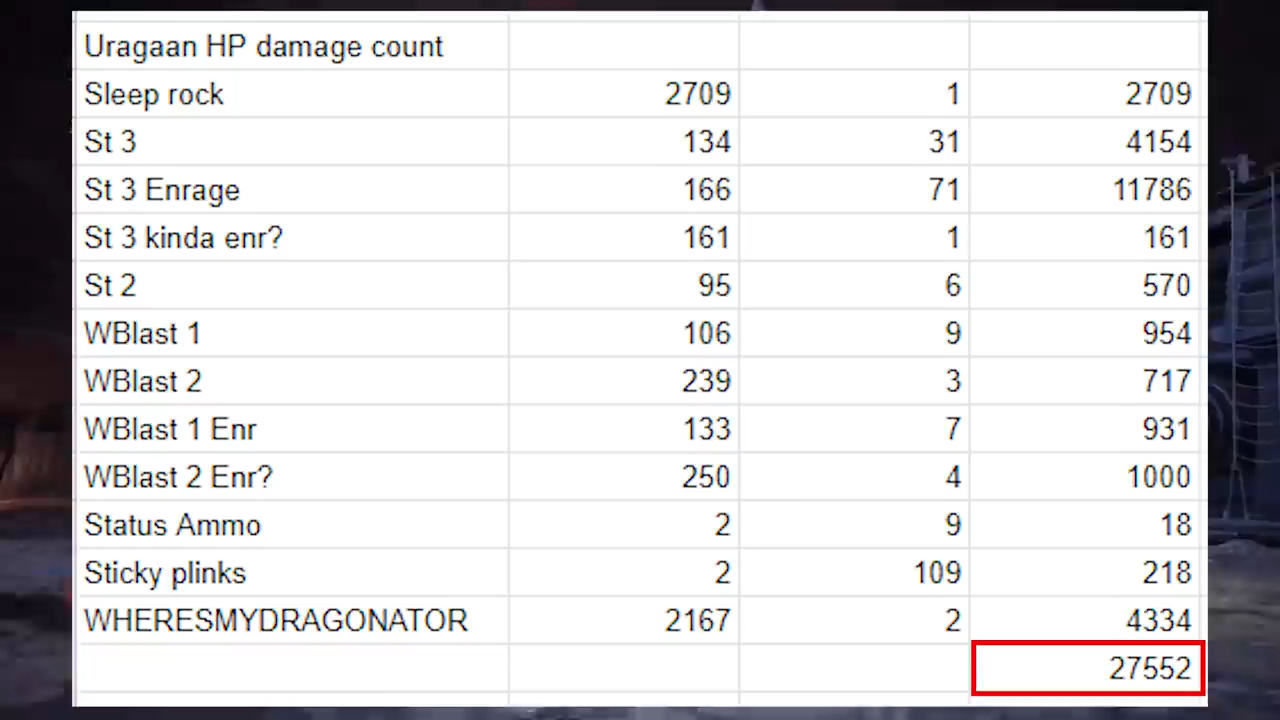 Uragaan HP damage count
Sleep rock 2709 1 2709
St 3 134 31 4154
St 3 Enrage 166 71 11786
St 3 kinda enr? 161 1 161
St 2 95 6 570
WBlast 1 106 9 954
WBlast 2 239 3 717
WBlast 1 Enr 133 7 931
WBlast 2 Enr? 250 4 1000
Status Ammo 2 9 18
Sticky plinks 2 109 218
WHERESMYDRAGONATOR 2167 2 4334
27552